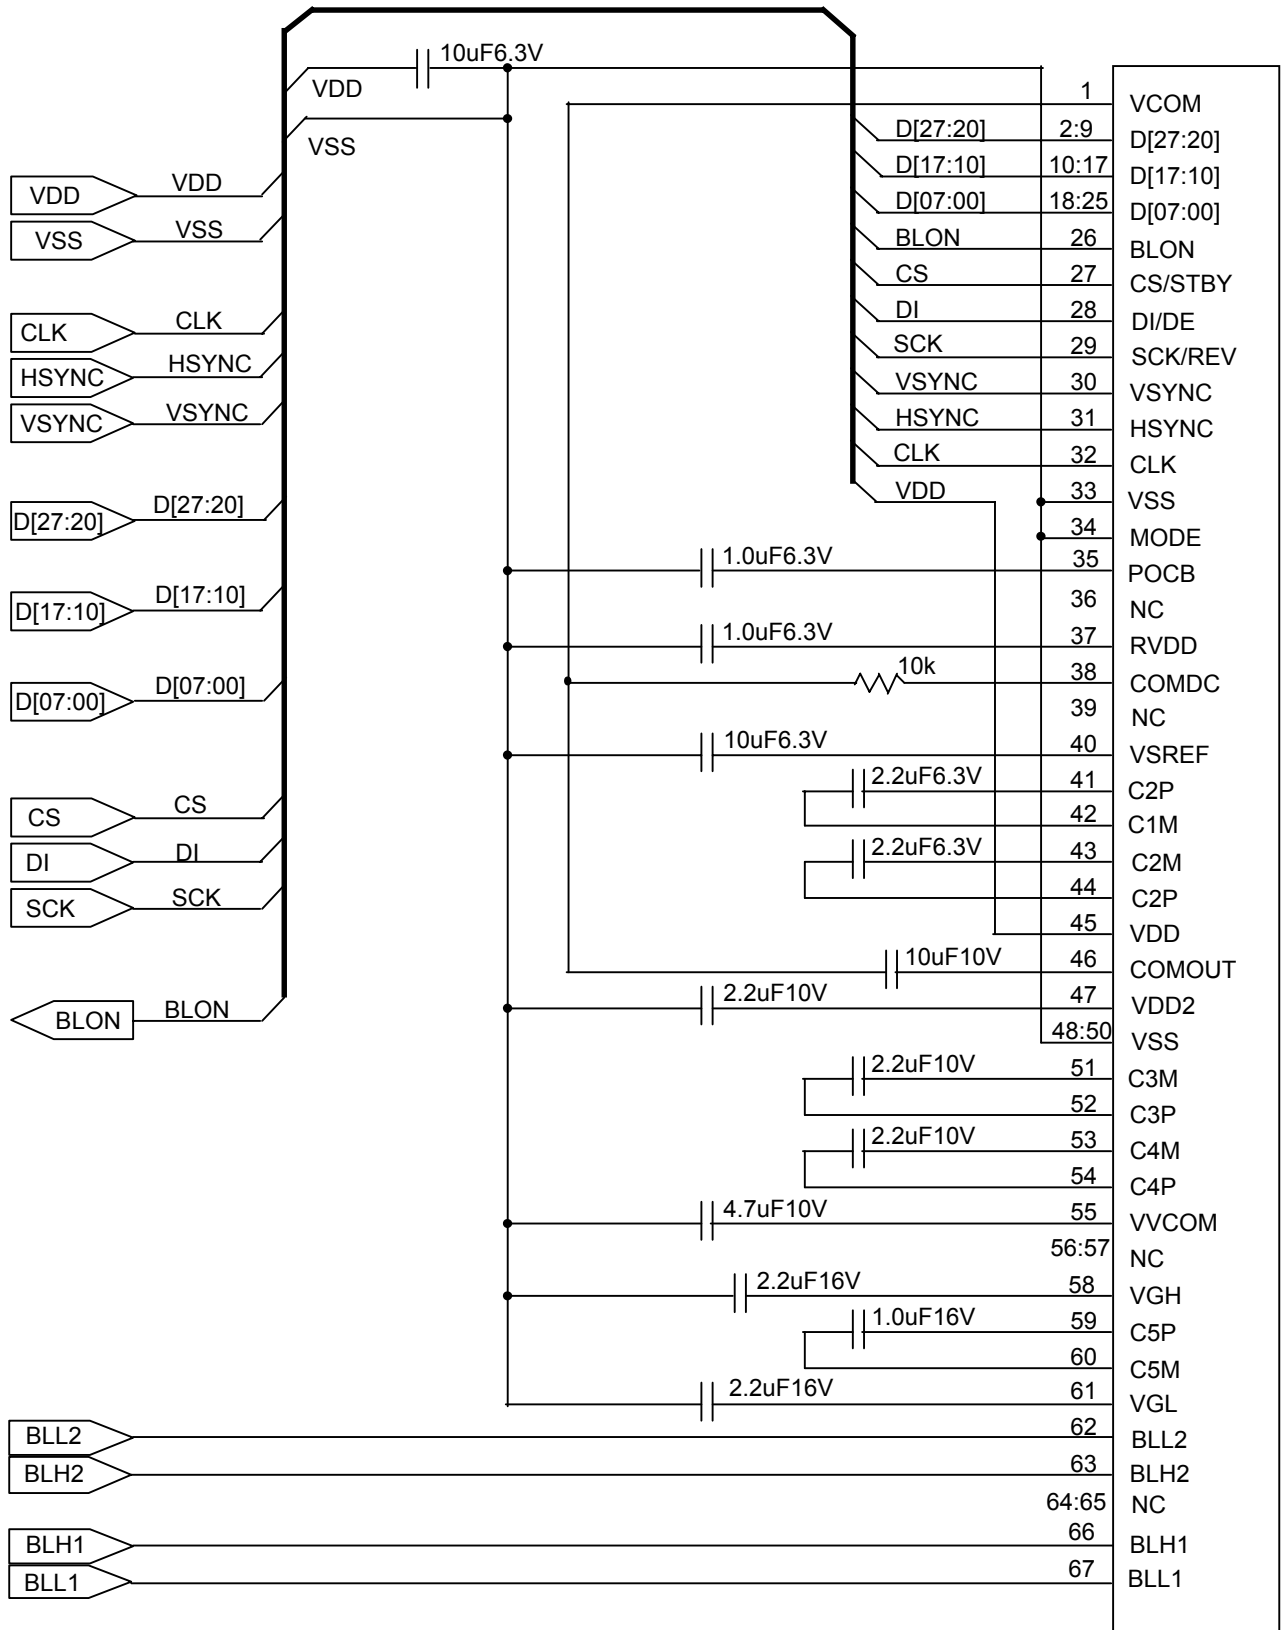 10uF6.3V
VDD
VSS
VDD VDD
VSS VSS
CLK CLK
HSYNC HSYNC
VSYNC VSYNC
D[27:20] D[27:20]
D[17:10] D[17:10]
D[07:00] D[07:00]
CS CS
DI DI
SCK SCK
BLON BLON
1 VCOM
D[27:20] 2:9 D[27:20]
D[17:10] 10:17 D[17:10]
D[07:00] 18:25 D[07:00]
BLON 26 BLON
CS 27 CS/STBY
DI 28 DI/DE
SCK 29 SCK/REV
VSYNC 30 VSYNC
HSYNC 31 HSYNC
CLK 32 CLK
VDD 33 VSS
34 MODE
1.0uF6.3V 35 POCB
36 NC
1.0uF6.3V 37 RVDD
10k 38 COMDC
39 NC
10uF6.3V 40 VSREF
2.2uF6.3V 41 C2P
42 C1M
2.2uF6.3V 43 C2M
44 C2P
45 VDD
10uF10V 46 COMOUT
2.2uF10V 47 VDD2
48:50 VSS
2.2uF10V 51 C3M
52 C3P
2.2uF10V 53 C4M
54 C4P
4.7uF10V 55 VVCOM
56:57 NC
2.2uF16V 58 VGH
1.0uF16V 59 C5P
60 C5M
2.2uF16V 61 VGL
BLL2 62 BLL2
BLH2 63 BLH2
64:65 NC
BLH1 66 BLH1
BLL1 67 BLL1